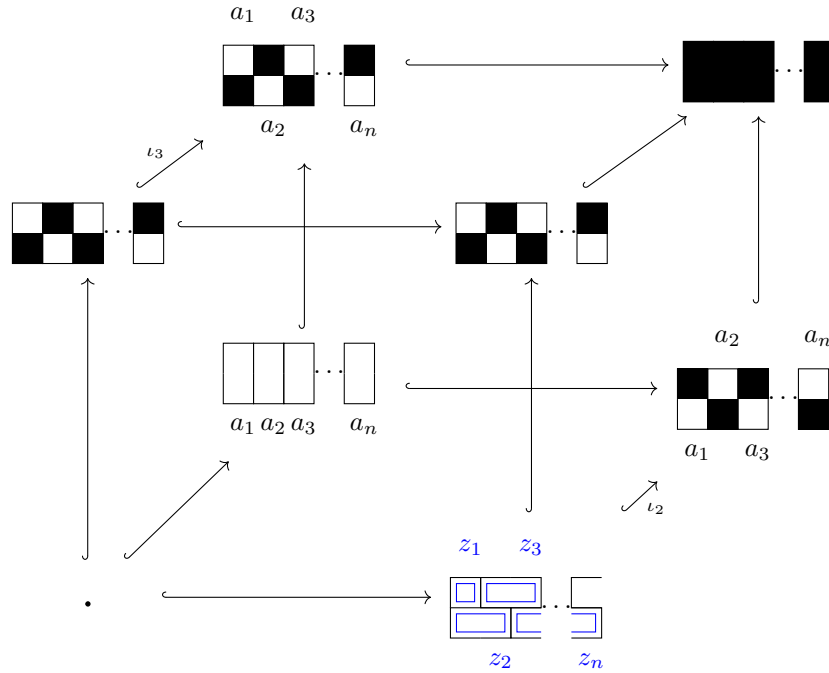 a₁ a₃
...
...
a₂ aₙ
ι₃
...
...
a₂ aₙ
...
...
a₁ a₂ a₃ aₙ
a₁ a₃
ι₂
z₁ z₃
...
z₂ zₙ